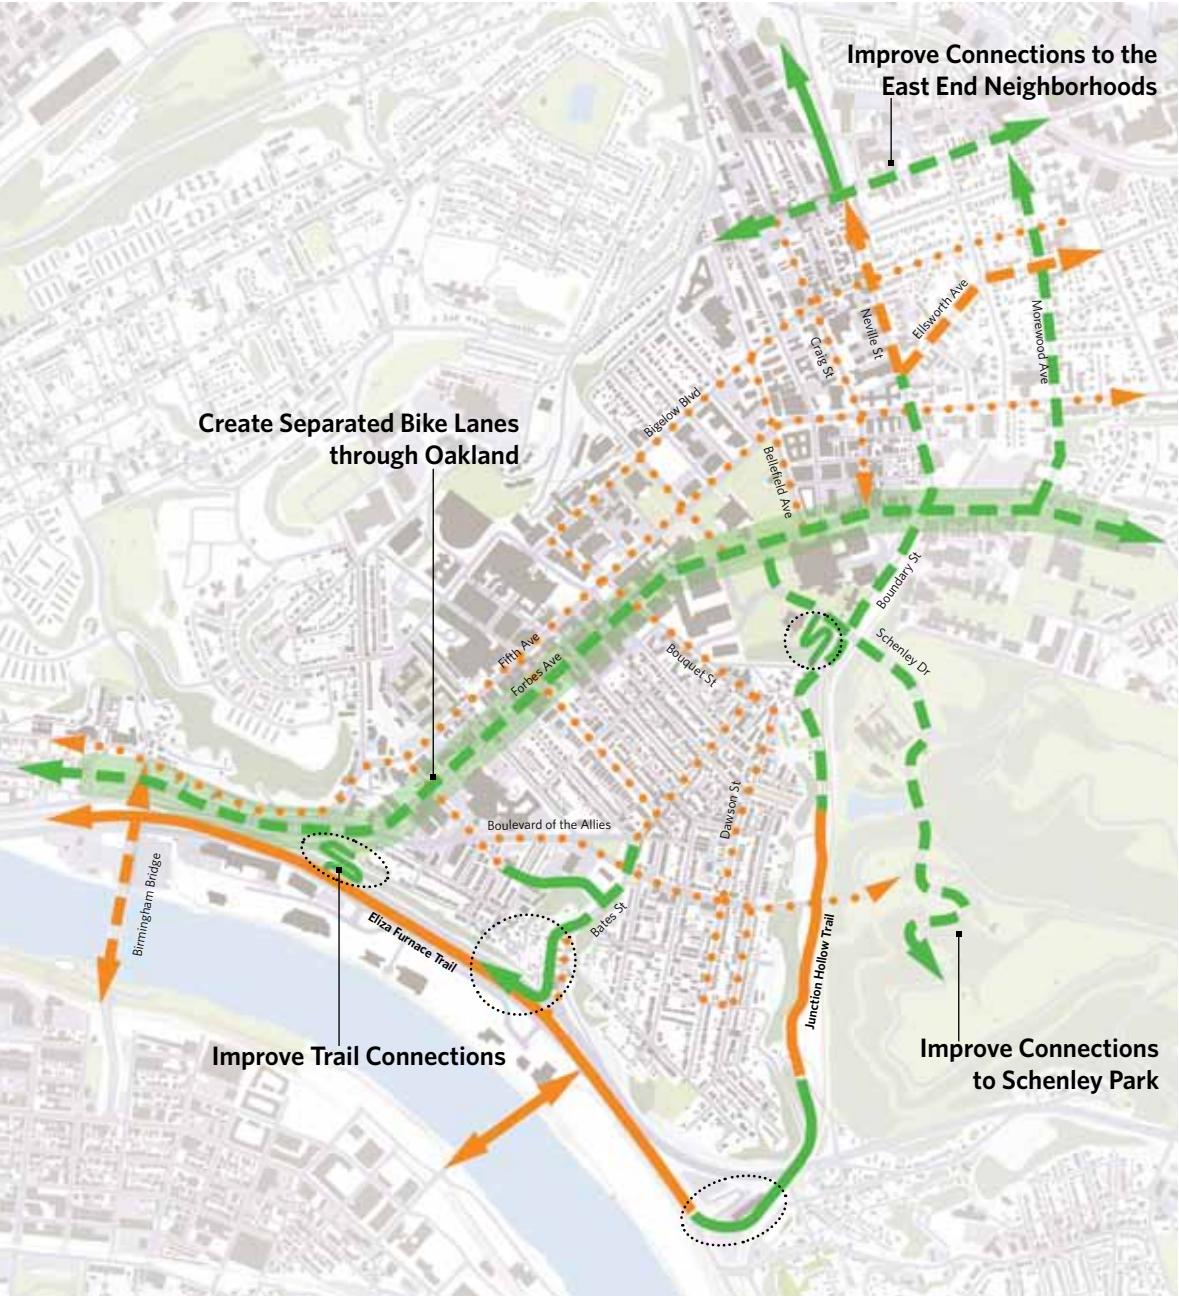 Improve Connections to the
East End Neighborhoods
Ellsworth Ave
Neville St
Morewood Ave
Craig St
Bigelow Blvd
Create Separated Bike Lanes
through Oakland
Bellefield Ave
Boundary St
Schenley Dr
Fifth Ave
Forbes Ave
Bouquet St
Dawson St
Boulevard of the Allies
Birmingham Bridge
Bates St
Eliza Furnace Trail
Junction Hollow Trail
Improve Trail Connections
Improve Connections
to Schenley Park